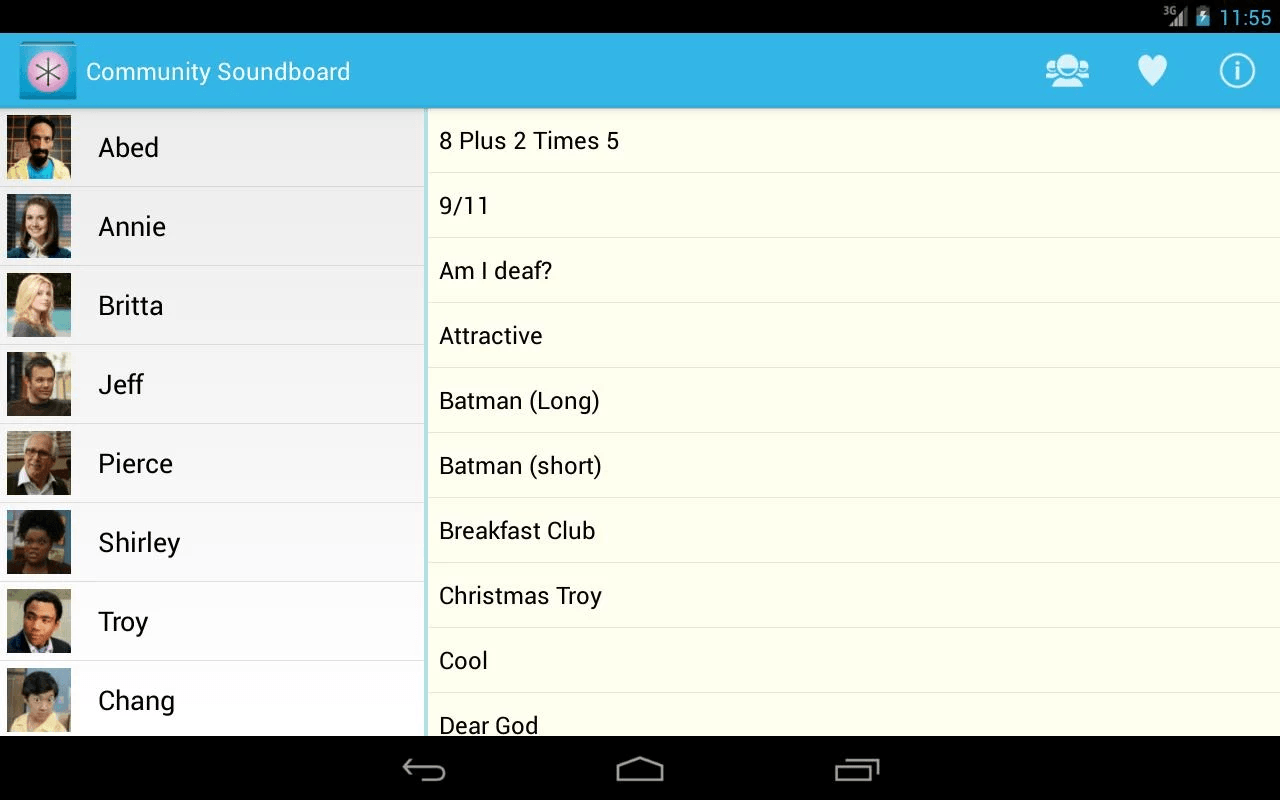 3G 11:55
Community Soundboard
Abed
Annie
Britta
Jeff
Pierce
Shirley
Troy
Chang
8 Plus 2 Times 5
9/11
Am I deaf?
Attractive
Batman (Long)
Batman (short)
Breakfast Club
Christmas Troy
Cool
Dear God